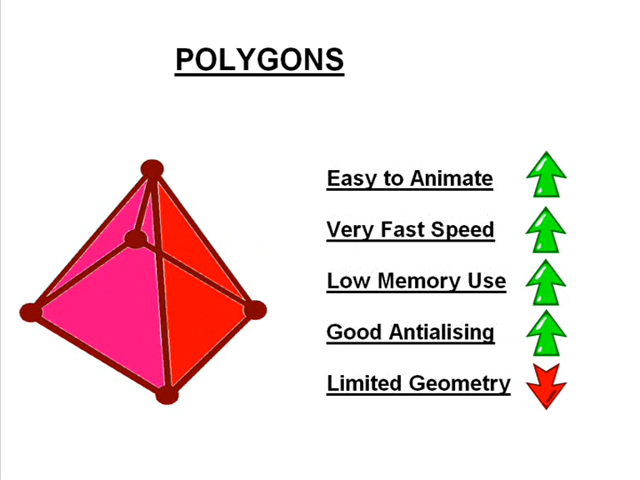 POLYGONS
Easy to Animate
Very Fast Speed
Low Memory Use
Good Antialising
Limited Geometry